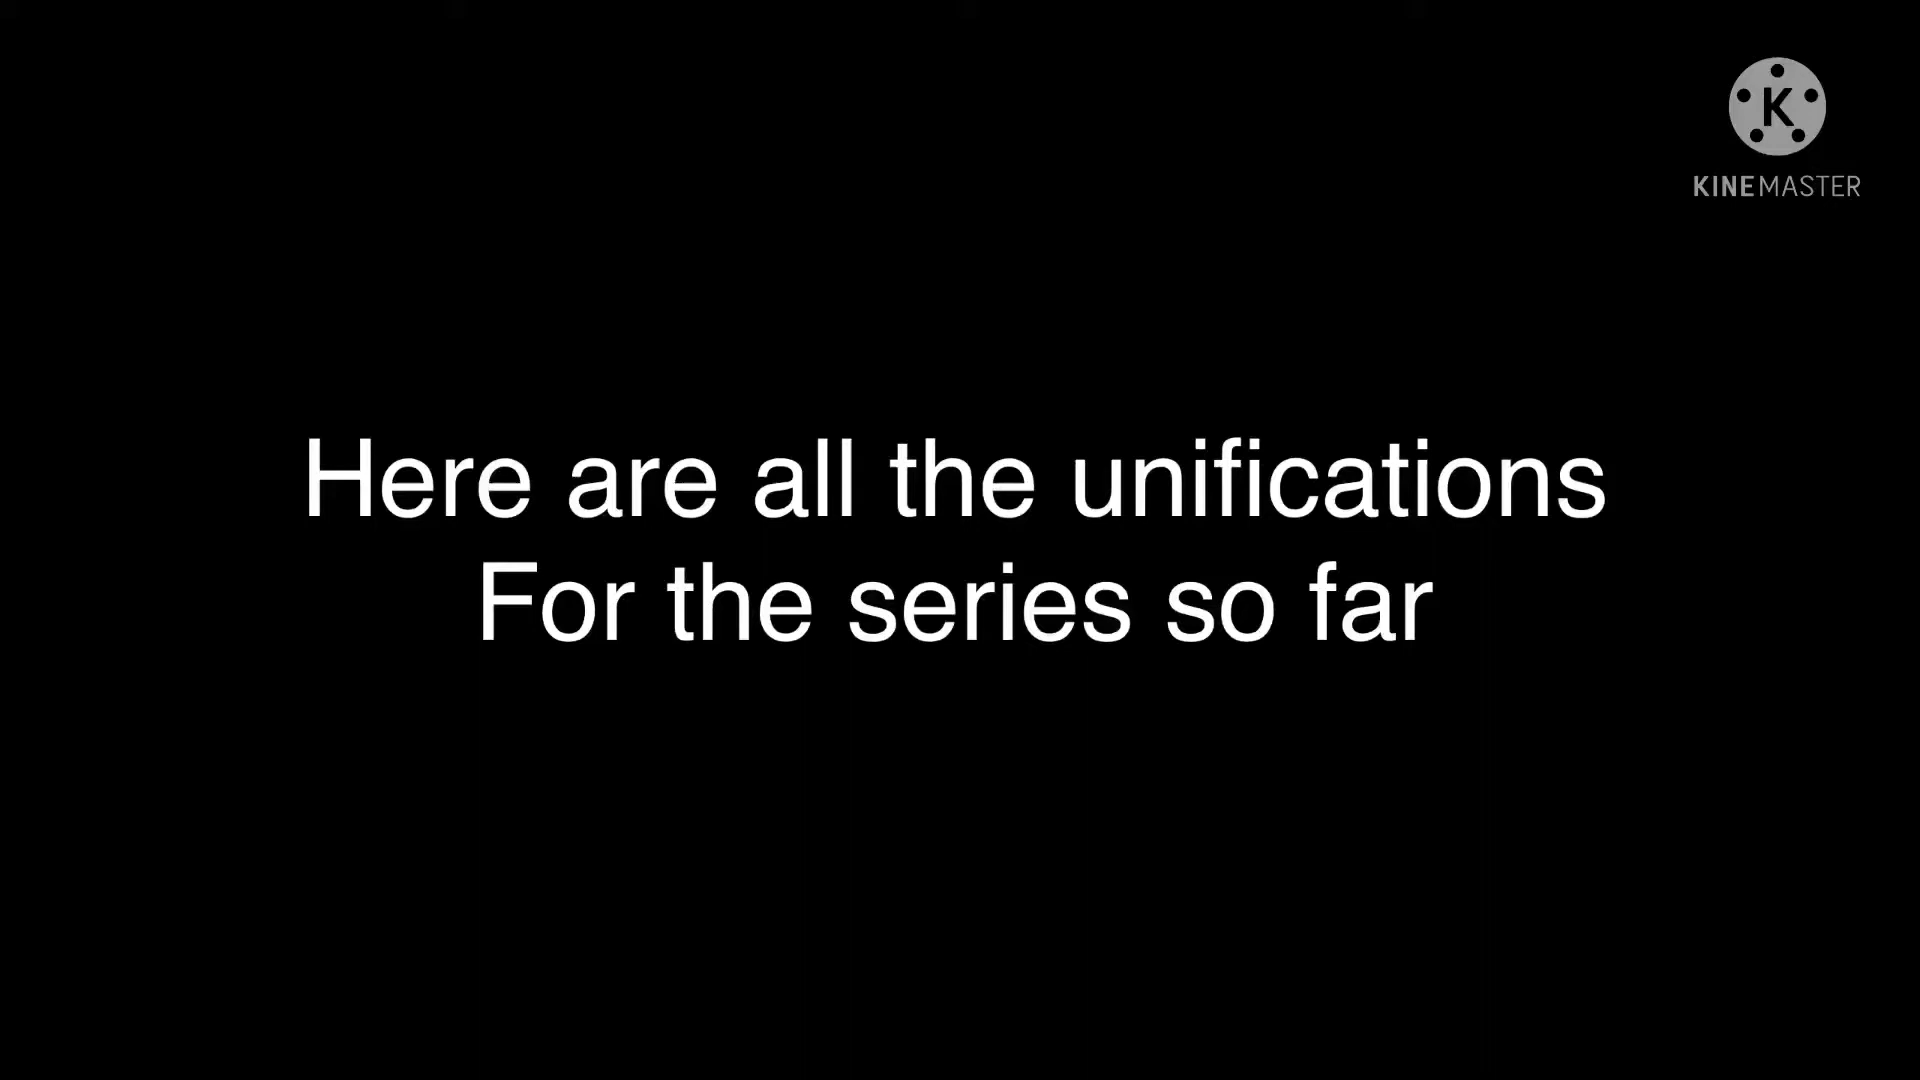 K
KINEMASTER
Here are all the unifications
For the series so far